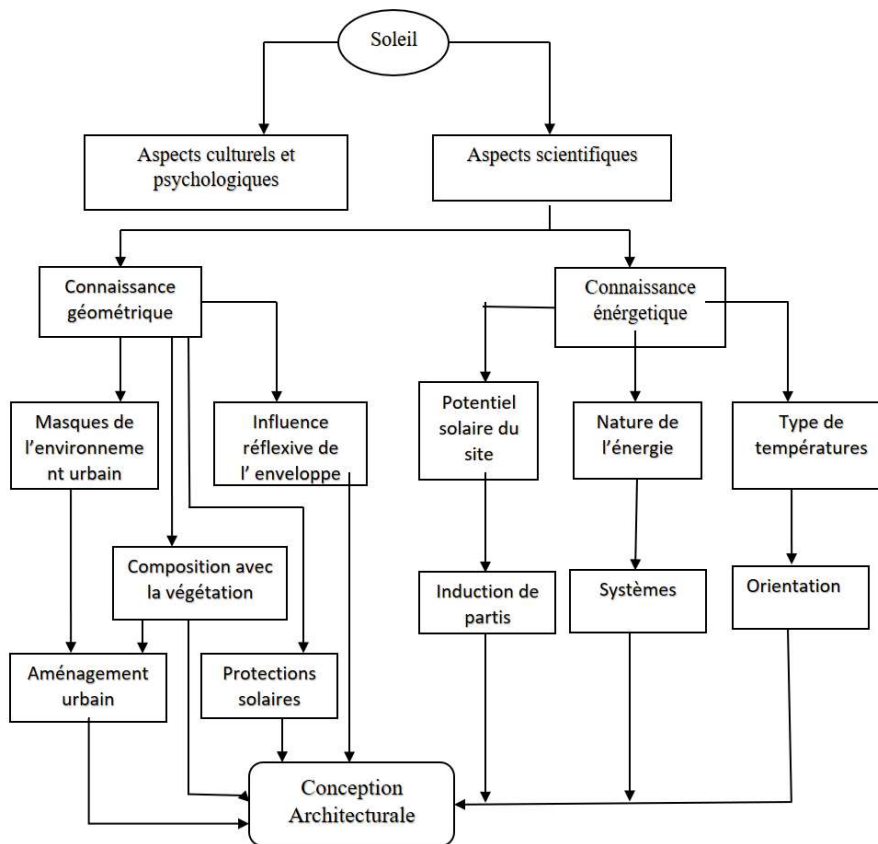 Soleil
Aspects culturels et
psychologiques
Aspects scientifiques
Connaissance
géométrique
Connaissance
énérgetique
Masques de
l’environneme
nt urbain
Influence
réflexive de
l’ enveloppe
Potentiel
solaire du
site
Nature de
l’énergie
Type de
températures
Composition avec
la végétation
Induction de
partis
Systèmes
Orientation
Aménagement
urbain
Protections
solaires
Conception
Architecturale